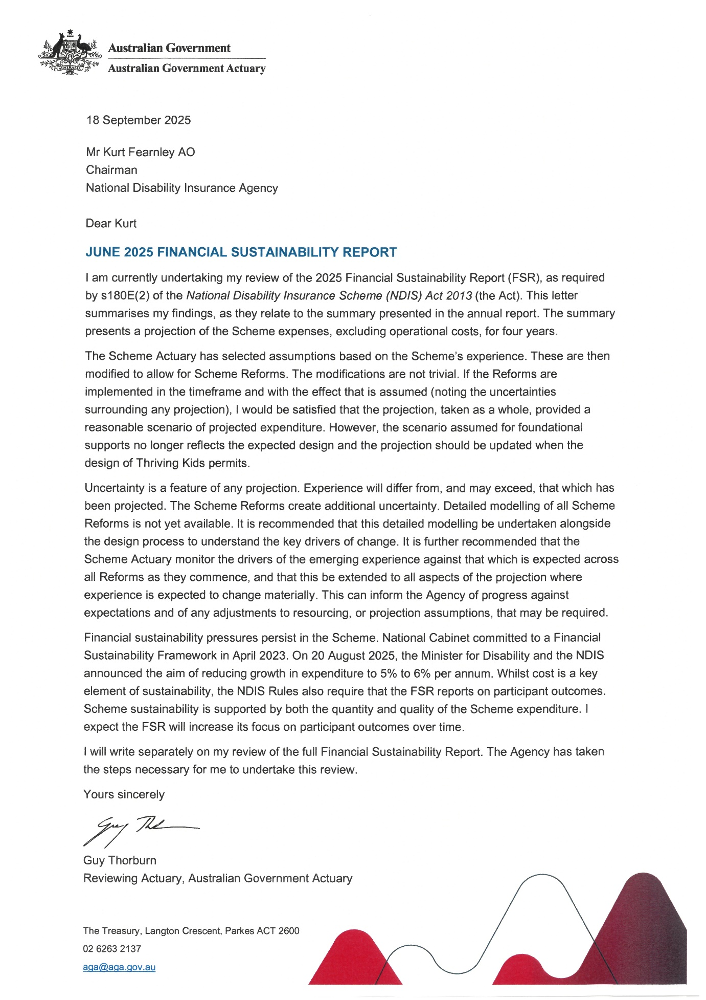 Australian Government
Australian Government Actuary
18 September 2025
Mr Kurt Fearnley AO
Chairman
National Disability Insurance Agency
Dear Kurt
JUNE 2025 FINANCIAL SUSTAINABILITY REPORT
I am currently undertaking my review of the 2025 Financial Sustainability Report (FSR), as required
by s180E(2) of the National Disability Insurance Scheme (NDIS) Act 2013 (the Act). This letter
summarises my findings, as they relate to the summary presented in the annual report. The summary
presents a projection of the Scheme expenses, excluding operational costs, for four years.
The Scheme Actuary has selected assumptions based on the Scheme's experience. These are then
modified to allow for Scheme Reforms. The modifications are not trivial. If the Reforms are
implemented in the timeframe and with the effect that is assumed (noting the uncertainties
surrounding any projection), I would be satisfied that the projection, taken as a whole, provided a
reasonable scenario of projected expenditure. However, the scenario assumed for foundational
supports no longer reflects the expected design and the projection should be updated when the
design of Thriving Kids permits.
Uncertainty is a feature of any projection. Experience will differ from, and may exceed, that which has
been projected. The Scheme Reforms create additional uncertainty. Detailed modelling of all Scheme
Reforms is not yet available. It is recommended that this detailed modelling be undertaken alongside
the design process to understand the key drivers of change. It is further recommended that the
Scheme Actuary monitor the drivers of the emerging experience against that which is expected across
all Reforms as they commence, and that this be extended to all aspects of the projection where
experience is expected to change materially. This can inform the Agency of progress against
expectations and of any adjustments to resourcing, or projection assumptions, that may be required.
Financial sustainability pressures persist in the Scheme. National Cabinet committed to a Financial
Sustainability Framework in April 2023. On 20 August 2025, the Minister for Disability and the NDIS
announced the aim of reducing growth in expenditure to 5% to 6% per annum. Whilst cost is a key
element of sustainability, the NDIS Rules also require that the FSR reports on participant outcomes.
Scheme sustainability is supported by both the quantity and quality of the Scheme expenditure. I
expect the FSR will increase its focus on participant outcomes over time.
I will write separately on my review of the full Financial Sustainability Report. The Agency has taken
the steps necessary for me to undertake this review.
Yours sincerely
Guy Thorburn
Reviewing Actuary, Australian Government Actuary
The Treasury, Langton Crescent, Parkes ACT 2600
02 6263 2137
aga@aga.gov.au